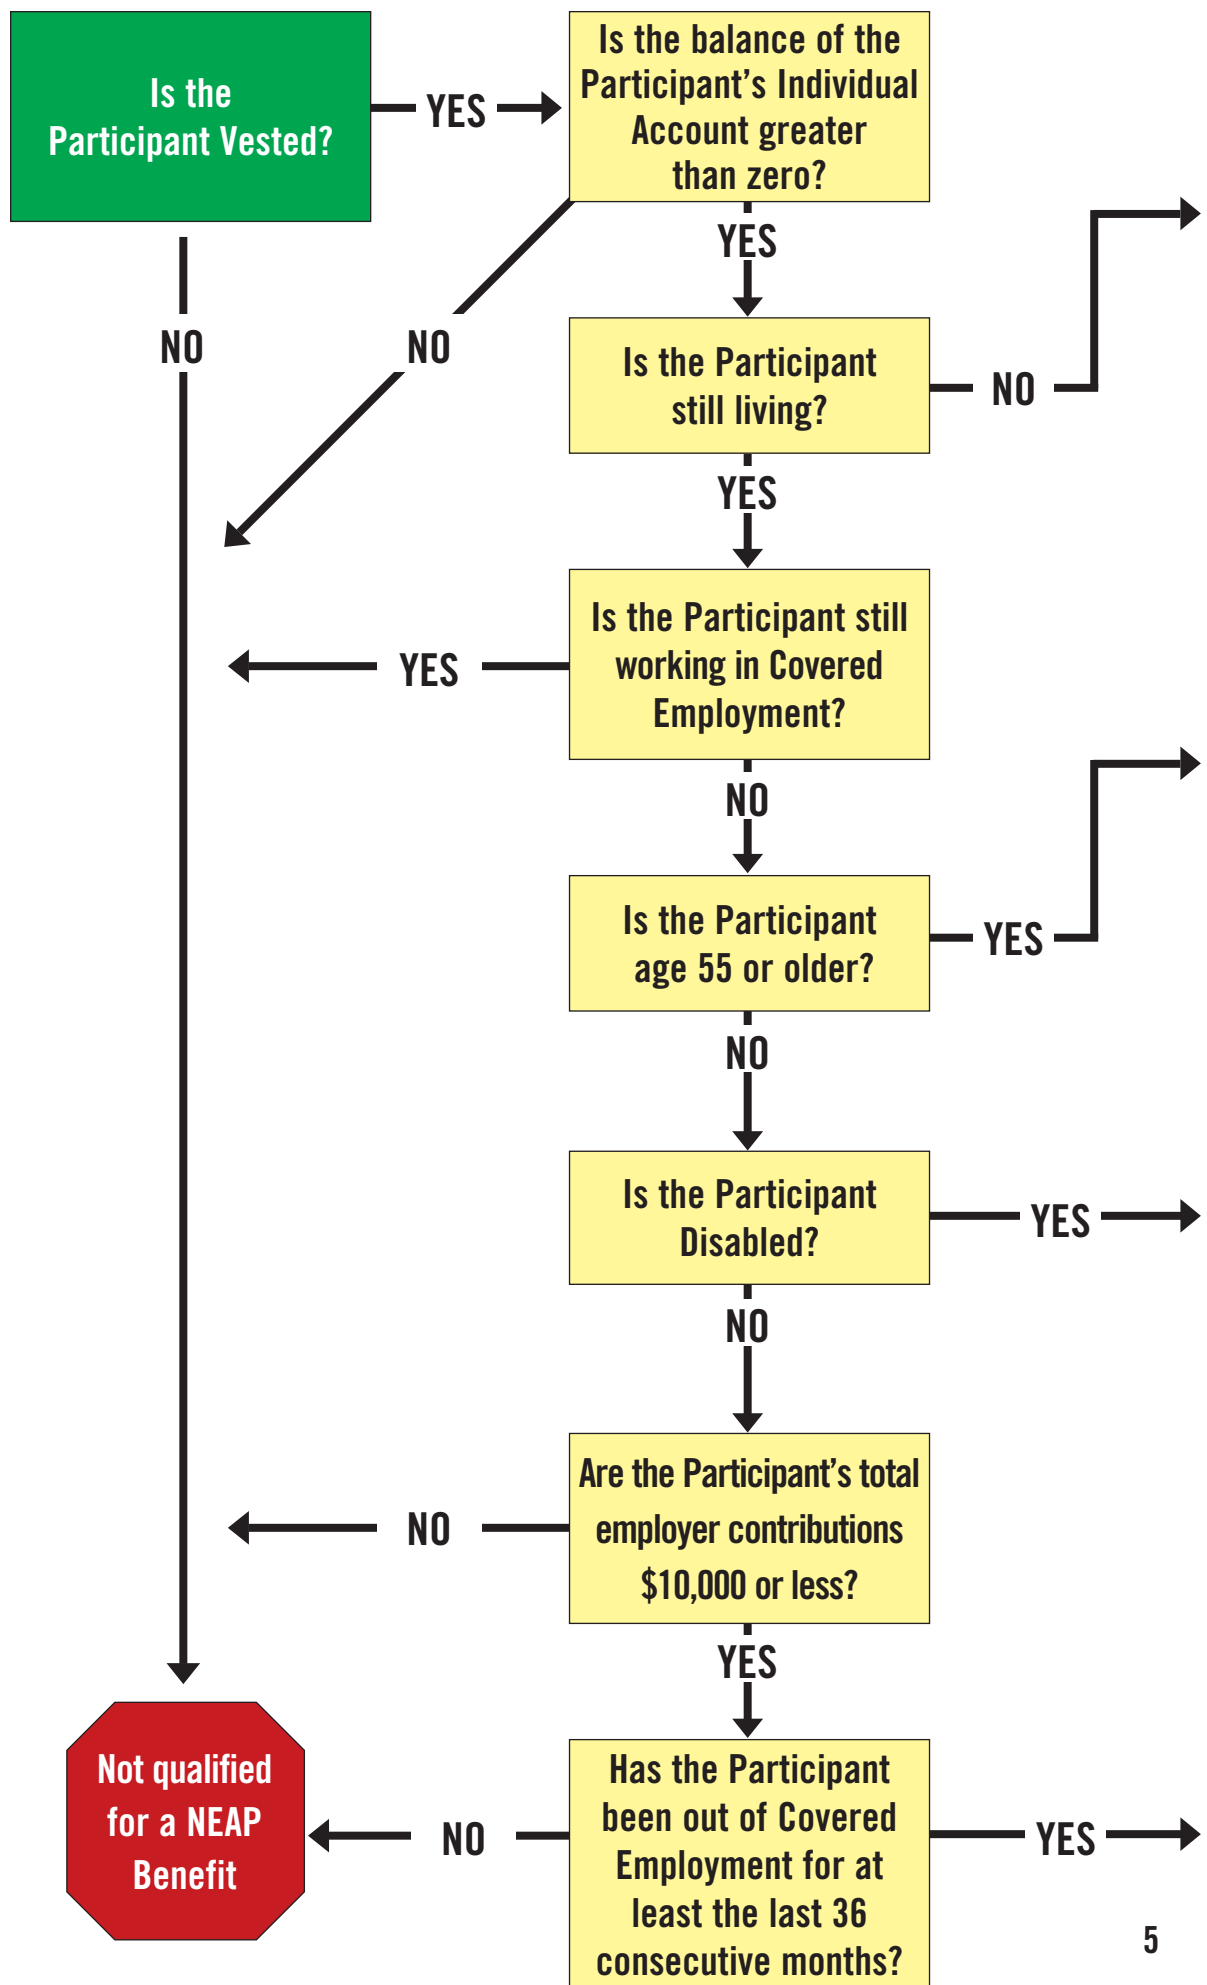 Is the
Participant Vested?
YES
Is the balance of the
Participant’s Individual
Account greater
than zero?
YES
NO
NO
Is the Participant
still living?
NO
YES
Is the Participant still
working in Covered
Employment?
YES
NO
Is the Participant
age 55 or older?
YES
NO
Is the Participant
Disabled?
YES
NO
Are the Participant’s total
employer contributions
$10,000 or less?
NO
YES
Not qualified
for a NEAP
Benefit
NO
Has the Participant
been out of Covered
Employment for at
least the last 36
consecutive months?
YES
5